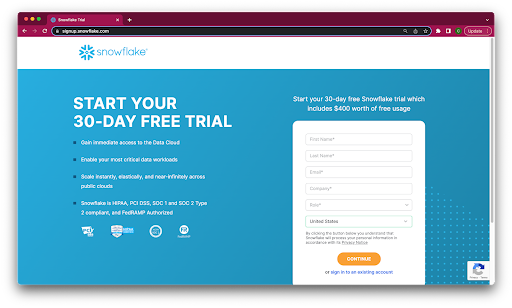 Snowflake Trial
signup.snowflake.com
Update
snowflake
START YOUR
30-DAY FREE TRIAL
Gain immediate access to the Data Cloud
Enable your most critical data workloads
Scale instantly, elastically, and near-infinitely across
public clouds
Snowflake is HIPAA, PCI DSS, SOC 1 and SOC 2 Type
2 compliant, and FedRAMP Authorized
Start your 30-day free Snowflake trial which
includes $400 worth of free usage
First Name*
Last Name*
Email*
Company*
Role*
United States
By clicking the button below you understand that
Snowflake will process your personal information in
accordance with its Privacy Notice
CONTINUE
or sign in to an existing account
Privacy - Terms